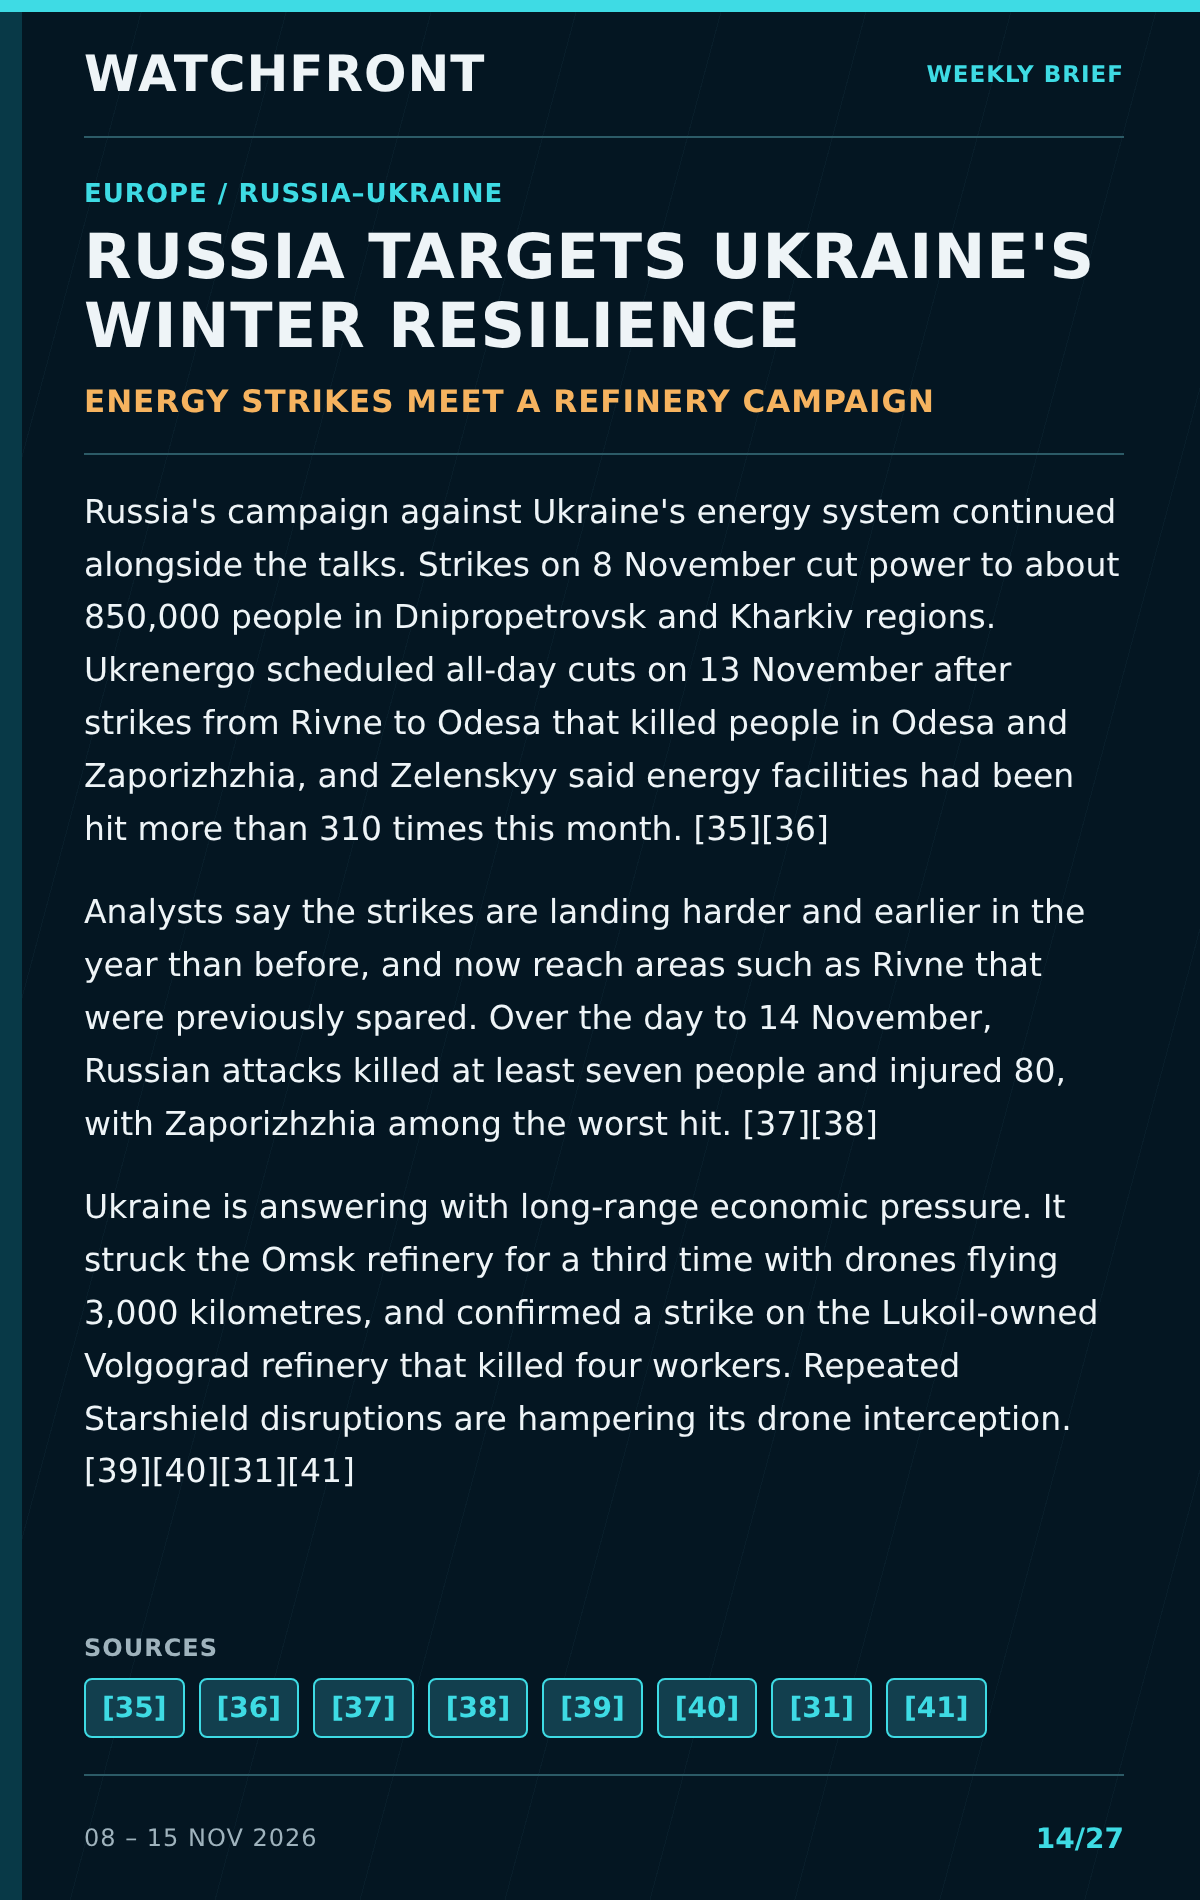 WATCHFRONT
WEEKLY BRIEF
EUROPE / RUSSIA–UKRAINE
RUSSIA TARGETS UKRAINE'S
WINTER RESILIENCE
ENERGY STRIKES MEET A REFINERY CAMPAIGN
Russia's campaign against Ukraine's energy system continued
alongside the talks. Strikes on 8 November cut power to about
850,000 people in Dnipropetrovsk and Kharkiv regions.
Ukrenergo scheduled all-day cuts on 13 November after
strikes from Rivne to Odesa that killed people in Odesa and
Zaporizhzhia, and Zelenskyy said energy facilities had been
hit more than 310 times this month. [35][36]
Analysts say the strikes are landing harder and earlier in the
year than before, and now reach areas such as Rivne that
were previously spared. Over the day to 14 November,
Russian attacks killed at least seven people and injured 80,
with Zaporizhzhia among the worst hit. [37][38]
Ukraine is answering with long-range economic pressure. It
struck the Omsk refinery for a third time with drones flying
3,000 kilometres, and confirmed a strike on the Lukoil-owned
Volgograd refinery that killed four workers. Repeated
Starshield disruptions are hampering its drone interception.
[39][40][31][41]
SOURCES
[35] [36] [37] [38] [39] [40] [31] [41]
08 – 15 NOV 2026
14/27